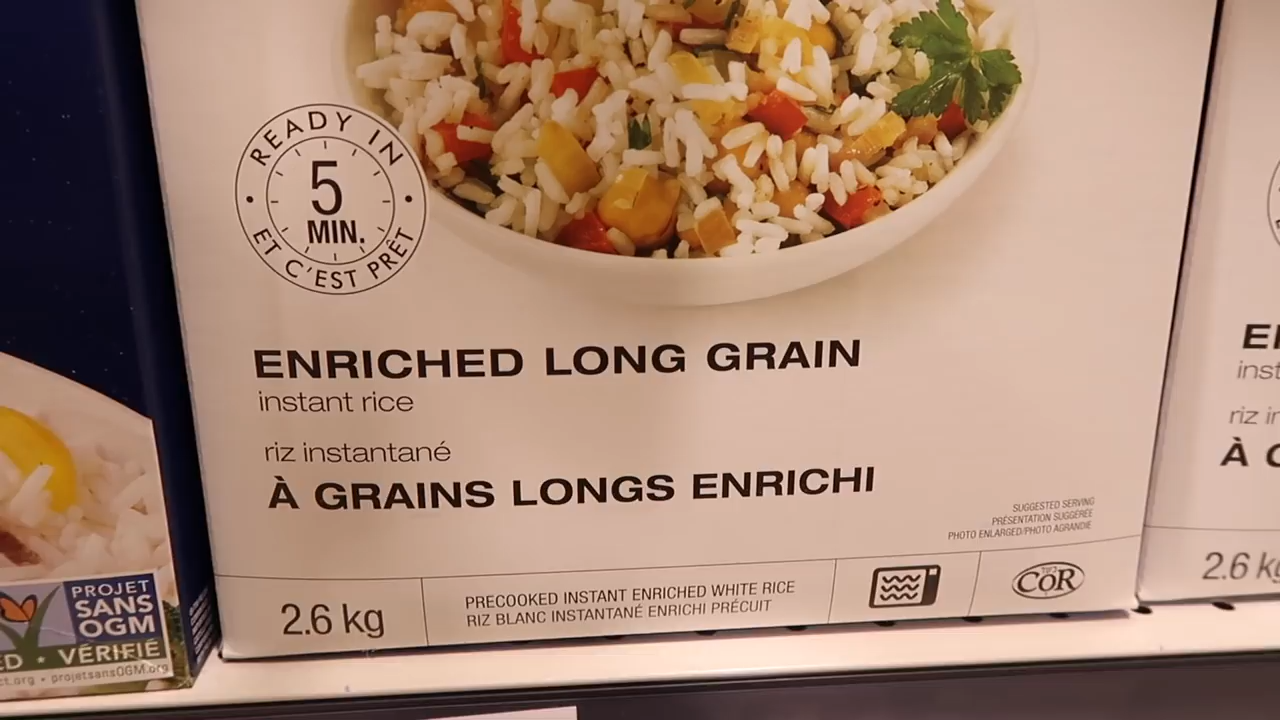 READY IN
5
MIN.
ET C'EST PRÊT
ENRICHED LONG GRAIN
instant rice
riz instantané
À GRAINS LONGS ENRICHI
SUGGESTED SERVING
PRÉSENTATION SUGGÉRÉE
PHOTO ENLARGED/PHOTO AGRANDIE
2.6 kg
PRECOOKED INSTANT ENRICHED WHITE RICE
RIZ BLANC INSTANTANÉ ENRICHI PRÉCUIT
COR
PROJET
SANS
OGM
VÉRIFIÉ
projetsansOGM.org
2.6
À